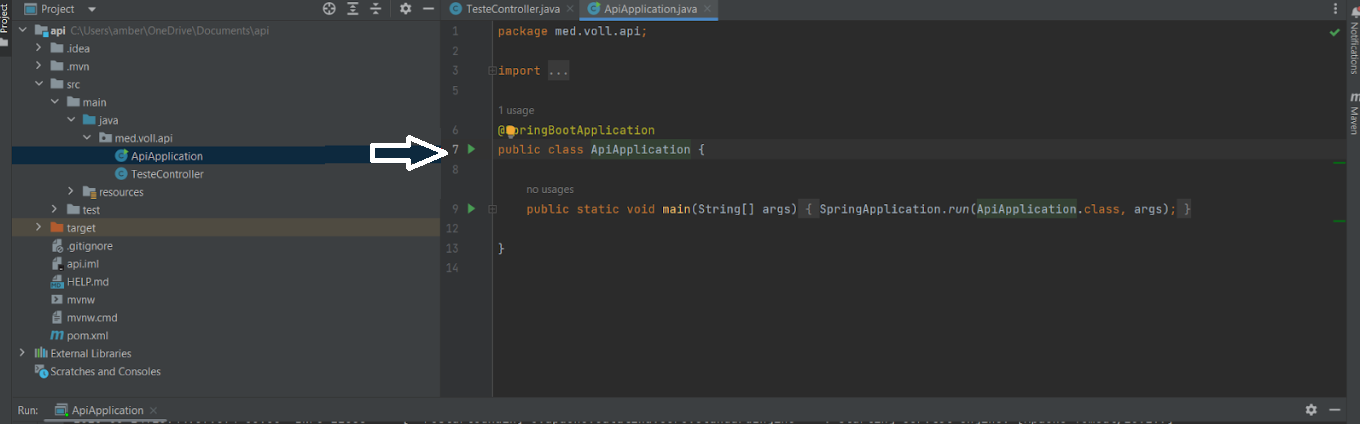 Project
Project
api C:\Users\amber\OneDrive\Documents\api
.idea
.mvn
src
main
java
med.voll.api
ApiApplication
TesteController
resources
test
target
.gitignore
api.iml
HELP.md
mvnw
mvnw.cmd
pom.xml
External Libraries
Scratches and Consoles
TesteController.java
ApiApplication.java
1 package med.voll.api;
2
3 import ...
5
1 usage
6 @SpringBootApplication
7 public class ApiApplication {
8
no usages
9 public static void main(String[] args) { SpringApplication.run(ApiApplication.class, args); }
12
13 }
14
Notifications
Maven
Run: ApiApplication